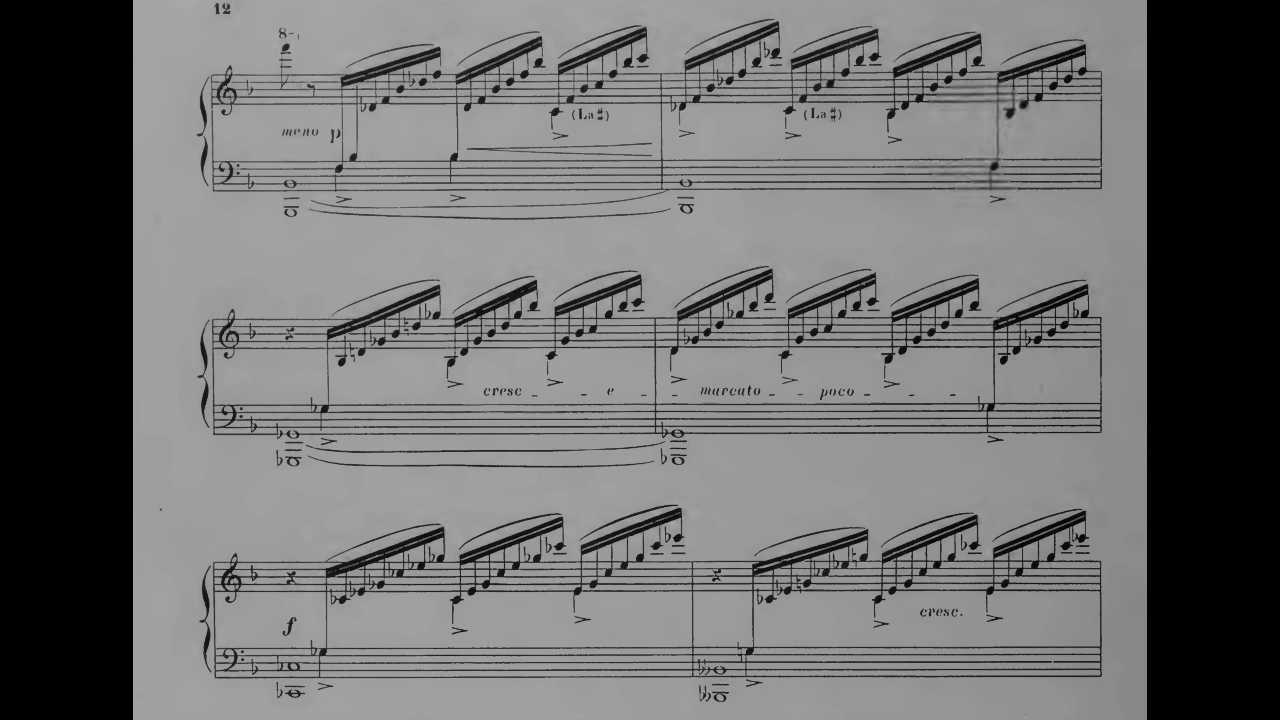 12
8-
meno p
(La♯) (La♯)
cresc - - e - - marcato - poco - - -
f
cresc.